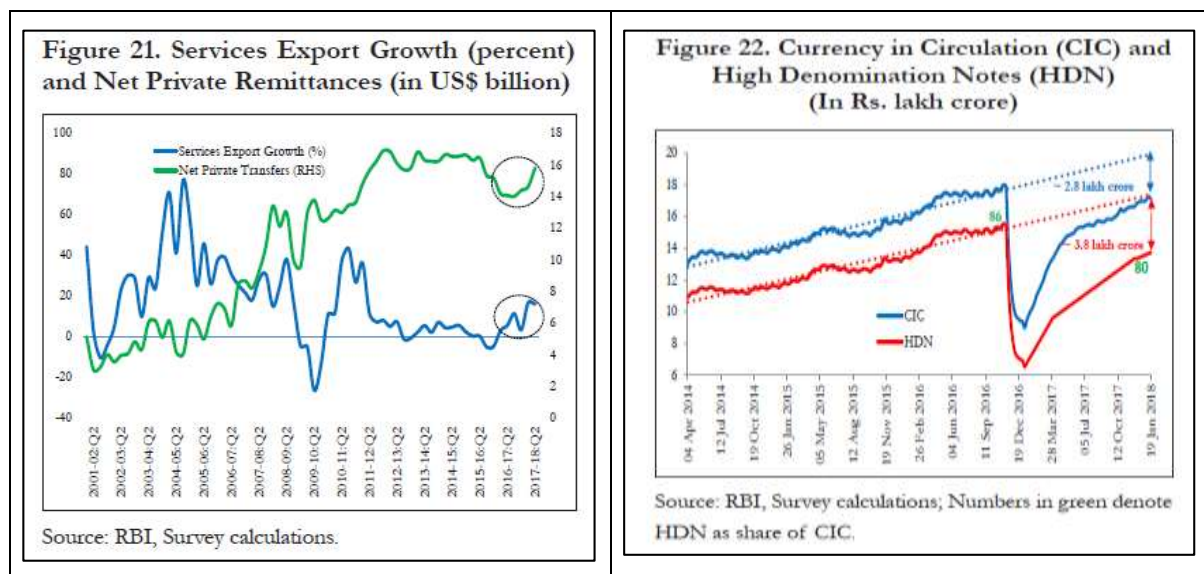 Figure 21. Services Export Growth (percent)
and Net Private Remittances (in US$ billion)
100
80
60
40
20
0
-20
-40
18
16
14
12
10
8
6
4
2
0
Services Export Growth (%)
Net Private Transfers (RHS)
2001-02-Q2
2002-03-Q2
2003-04-Q2
2004-05-Q2
2005-06-Q2
2006-07-Q2
2007-08-Q2
2008-09-Q2
2009-10-Q2
2010-11-Q2
2011-12-Q2
2012-13-Q2
2013-14-Q2
2014-15-Q2
2015-16-Q2
2016-17-Q2
2017-18-Q2
Source: RBI, Survey calculations.
Figure 22. Currency in Circulation (CIC) and
High Denomination Notes (HDN)
(In Rs. lakh crore)
20
18
16
14
12
10
8
6
86
~ 2.8 lakh crore
~ 3.8 lakh crore
80
CIC
HDN
04 Apr 2014
12 Jul 2014
19 Oct 2014
26 Jan 2015
05 May 2015
12 Aug 2015
19 Nov 2015
26 Feb 2016
04 Jun 2016
11 Sep 2016
19 Dec 2016
28 Mar 2017
05 Jul 2017
12 Oct 2017
19 Jan 2018
Source: RBI, Survey calculations; Numbers in green denote
HDN as share of CIC.